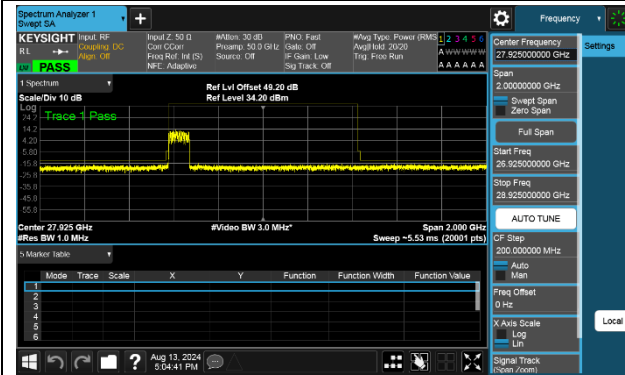 Spectrum Analyzer 1
Swept SA
Frequency
KEYSIGHT
Input: RF
Input Z: 50 Ω
#Atten: 30 dB
PNO: Fast
#Avg Type: Power (RMS
1 2 3 4 5 6
RL
Coupling: DC
Corr CCorr
Preamp: 50.0 GHz
Gate: Off
Avg|Hold: 20/20
A W W W W W
Align: Off
Freq Ref: Int (S)
Source: Off
IF Gain: Low
Trig: Free Run
PASS
NFE: Adaptive
Sig Track: Off
A A A A A A
Center Frequency
27.925000000 GHz
Settings
1 Spectrum
Ref Lvl Offset 49.20 dB
Scale/Div 10 dB
Ref Level 34.20 dBm
Log
Trace 1 Pass
24.2
14.2
4.20
-5.80
-15.8
-25.8
-35.8
-45.8
-55.8
Center 27.925 GHz
#Video BW 3.0 MHz*
Span 2.000 GHz
#Res BW 1.0 MHz
Sweep ~5.53 ms (20001 pts)
Span
2.00000000 GHz
Swept Span
Zero Span
Full Span
Start Freq
26.925000000 GHz
Stop Freq
28.925000000 GHz
AUTO TUNE
CF Step
200.000000 MHz
Auto
Man
Freq Offset
0 Hz
X Axis Scale
Log
Lin
Signal Track
(Span Zoom)
Local
5 Marker Table
Mode Trace Scale X Y Function Function Width Function Value
1
2
3
4
5
6
?
Aug 13, 2024
5:04:41 PM